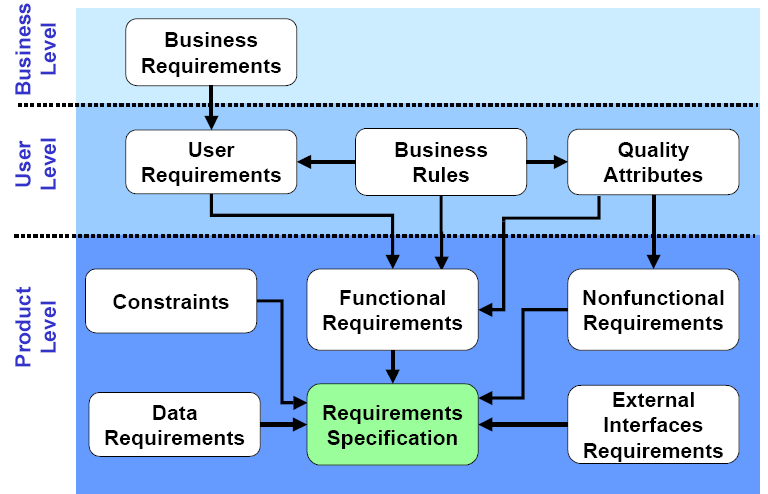 Business
Level
Business
Requirements
User
Level
User
Requirements
Business
Rules
Quality
Attributes
Product
Level
Constraints
Functional
Requirements
Nonfunctional
Requirements
Data
Requirements
Requirements
Specification
External
Interfaces
Requirements